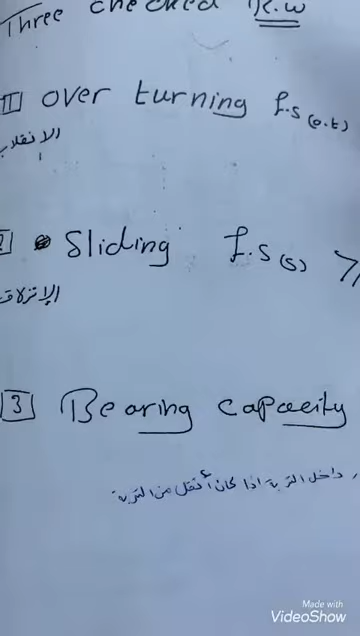 Three checked R.w
1 over turning f.s (o.t)
الانقلاب
2 Sliding f.s (s) >
الإنزلاق
3 Bearing capaceity
داخل التربة اذا كان أثقل من التربة
Made with
VideoShow